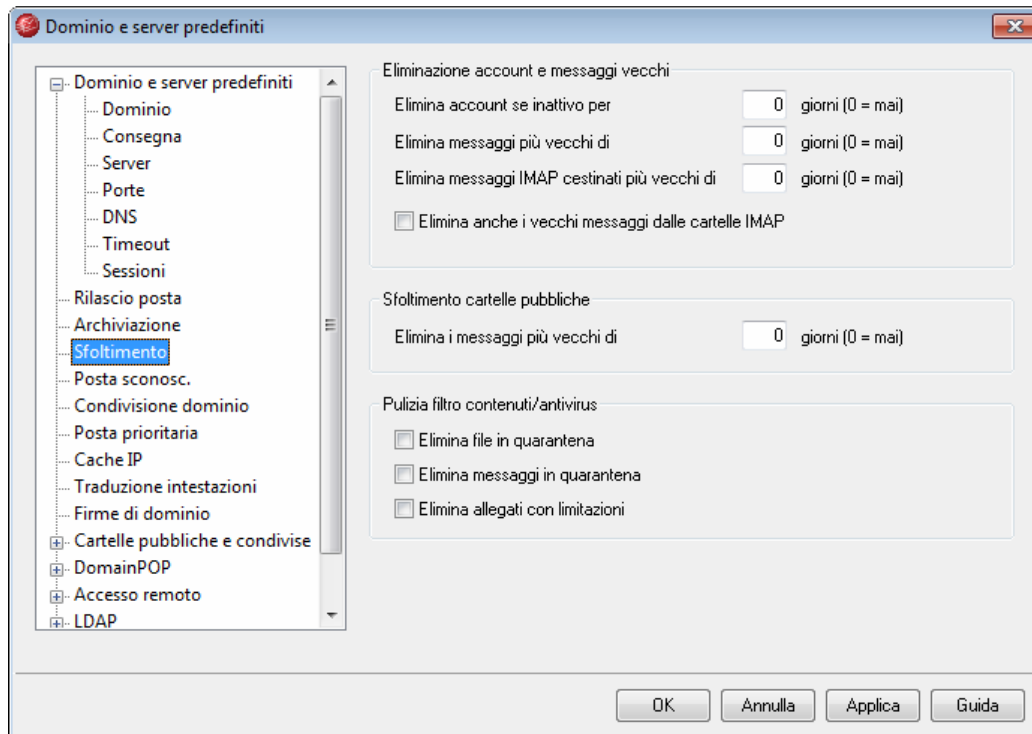 Dominio e server predefiniti
Dominio e server predefiniti
Dominio
Consegna
Server
Porte
DNS
Timeout
Sessioni
Rilascio posta
Archiviazione
Sfoltimento
Posta sconosc.
Condivisione dominio
Posta prioritaria
Cache IP
Traduzione intestazioni
Firme di dominio
Cartelle pubbliche e condivise
DomainPOP
Accesso remoto
LDAP
Eliminazione account e messaggi vecchi
Elimina account se inattivo per 0 giorni (0 = mai)
Elimina messaggi più vecchi di 0 giorni (0 = mai)
Elimina messaggi IMAP cestinati più vecchi di 0 giorni (0 = mai)
Elimina anche i vecchi messaggi dalle cartelle IMAP
Sfoltimento cartelle pubbliche
Elimina i messaggi più vecchi di 0 giorni (0 = mai)
Pulizia filtro contenuti/antivirus
Elimina file in quarantena
Elimina messaggi in quarantena
Elimina allegati con limitazioni
OK Annulla Applica Guida